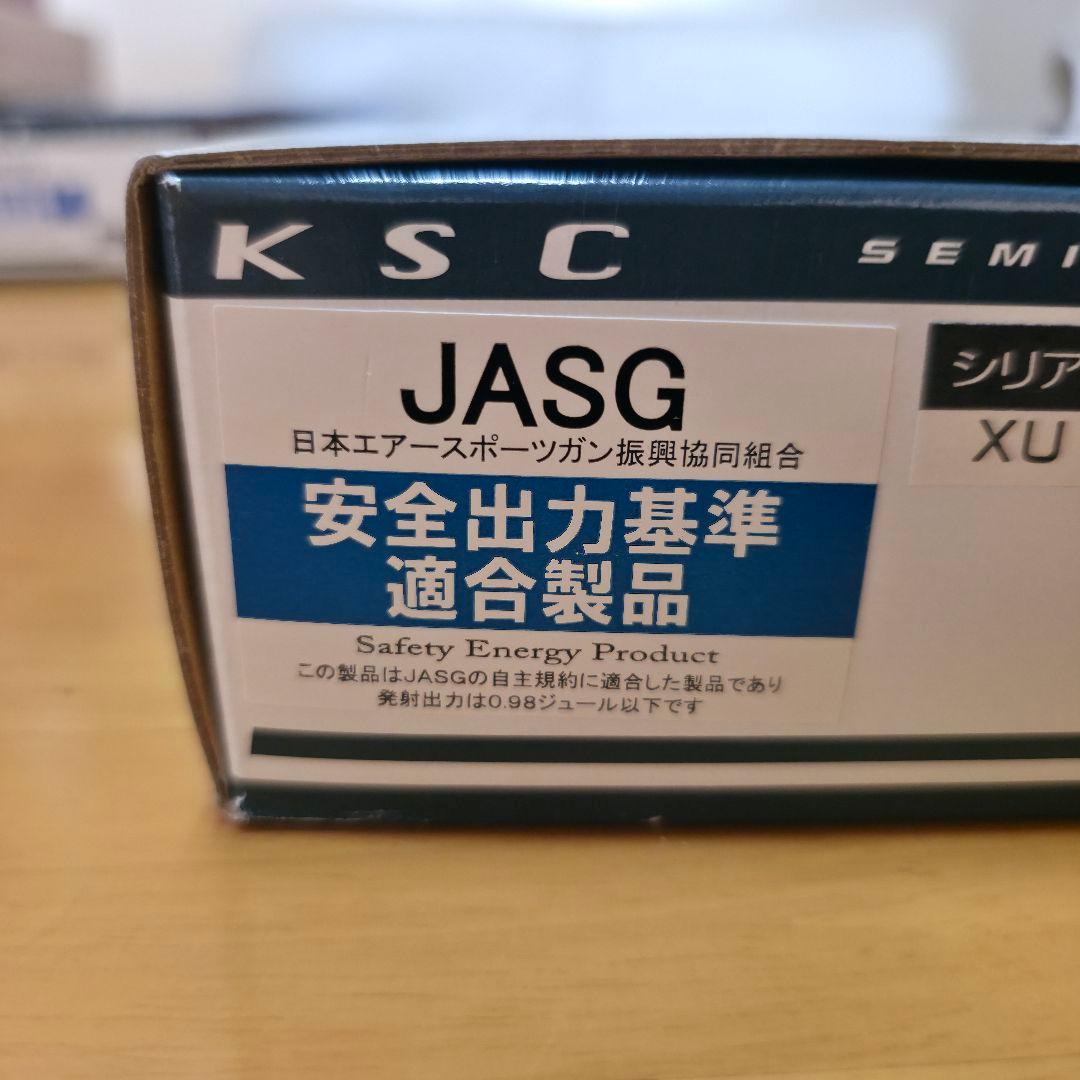 KSC SEMI
JASG
日本エアースポーツガン振興協同組合
安全出力基準
適合製品
Safety Energy Product
この製品はJASGの自主規約に適合した製品であり
発射出力は0.98ジュール以下です
シリア
XU